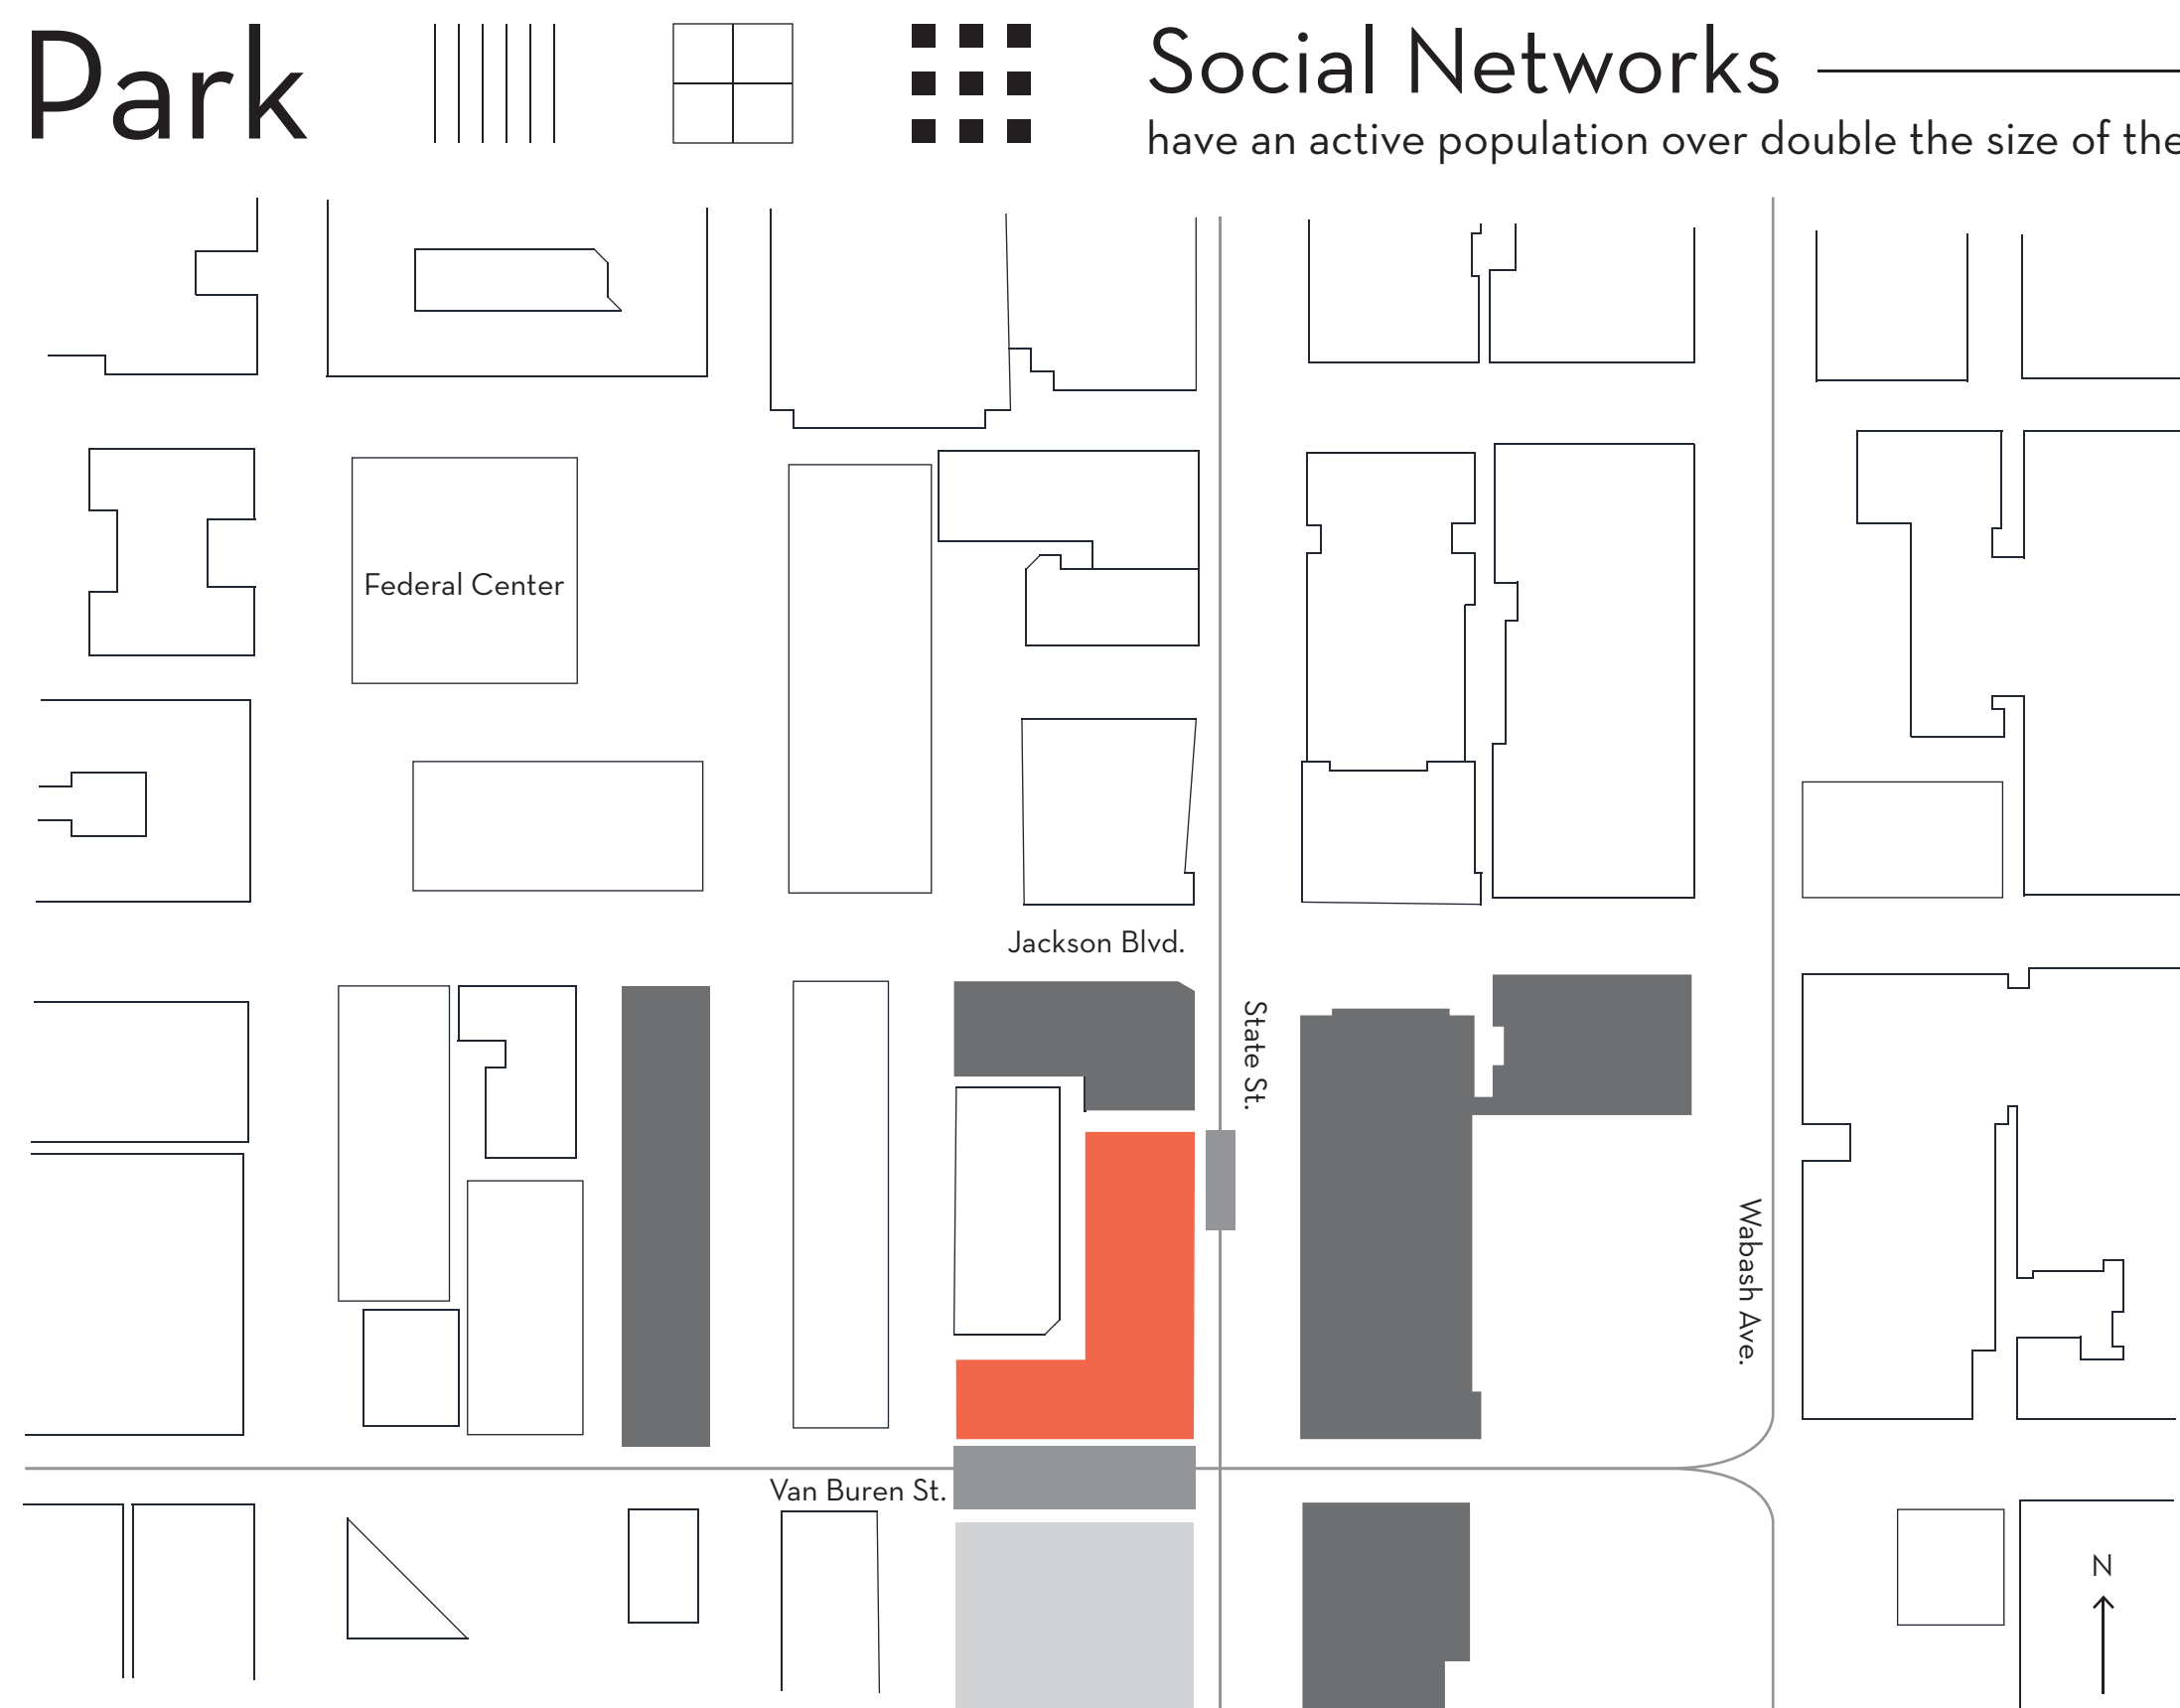 Park
Social Networks
have an active population over double the size of the
Federal Center
Jackson Blvd.
State St.
Wabash Ave.
Van Buren St.
N